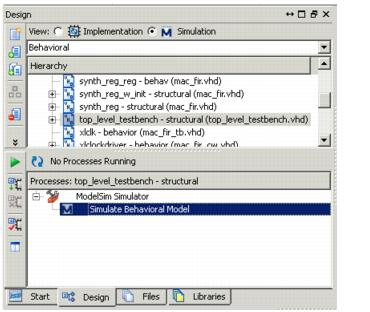 Design
View: Implementation Simulation
Behavioral
Hierarchy
synth_reg_reg - behav (mac_fir.vhd)
synth_reg_w_init - structural (mac_fir.vhd)
synth_reg - structural (mac_fir.vhd)
top_level_testbench - structural (top_level_testbench.vhd)
xlclk - behavior (mac_fir_tb.vhd)
xlclockdriver - behavior (mac_fir_cw.vhd)
No Processes Running
Processes: top_level_testbench - structural
ModelSim Simulator
Simulate Behavioral Model
Start Design Files Libraries